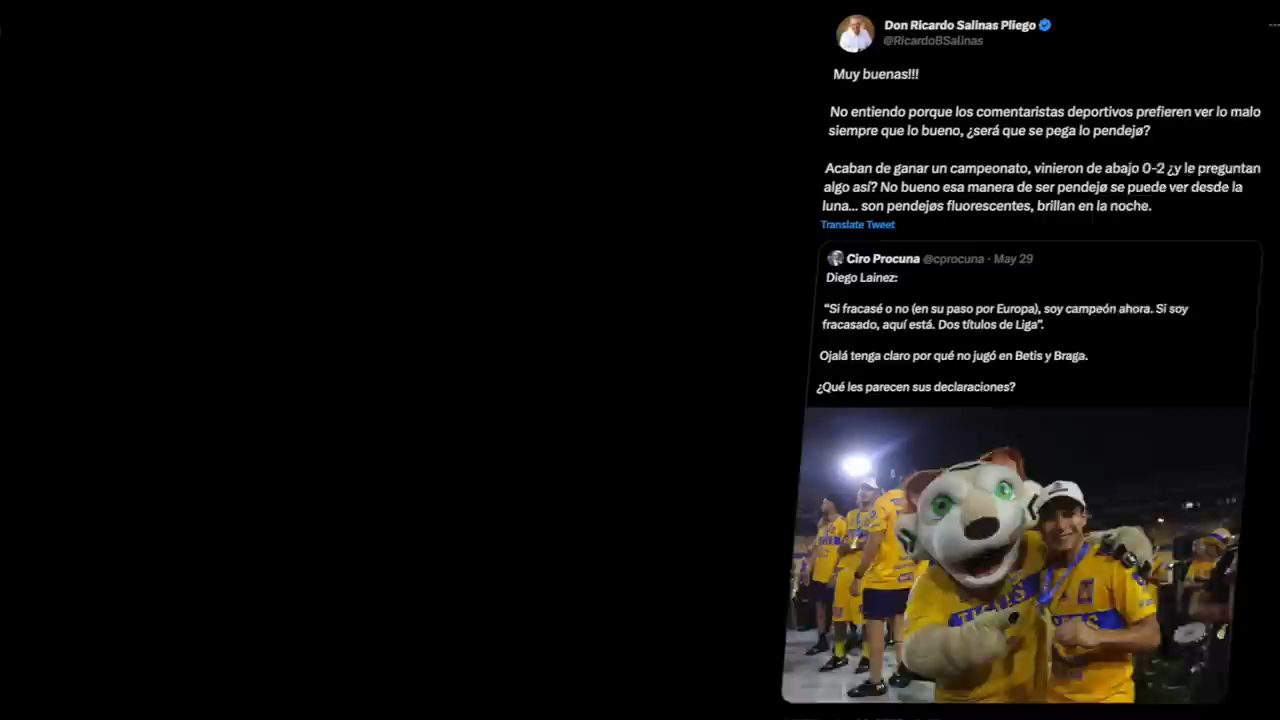 Don Ricardo Salinas Pliego
@RicardoBSalinas
Muy buenas!!!
No entiendo porque los comentaristas deportivos prefieren ver lo malo
siempre que lo bueno, ¿será que se pega lo pendejø?
Acaban de ganar un campeonato, vinieron de abajo 0-2 ¿y le preguntan
algo así? No bueno esa manera de ser pendejø se puede ver desde la
luna... son pendejøs fluorescentes, brillan en la noche.
Translate Tweet
Ciro Procuna @cprocuna · May 29
Diego Lainez:
“Si fracasé o no (en su paso por Europa), soy campeón ahora. Si soy
fracasado, aquí está. Dos títulos de Liga”.
Ojalá tenga claro por qué no jugó en Betis y Braga.
¿Qué les parecen sus declaraciones?